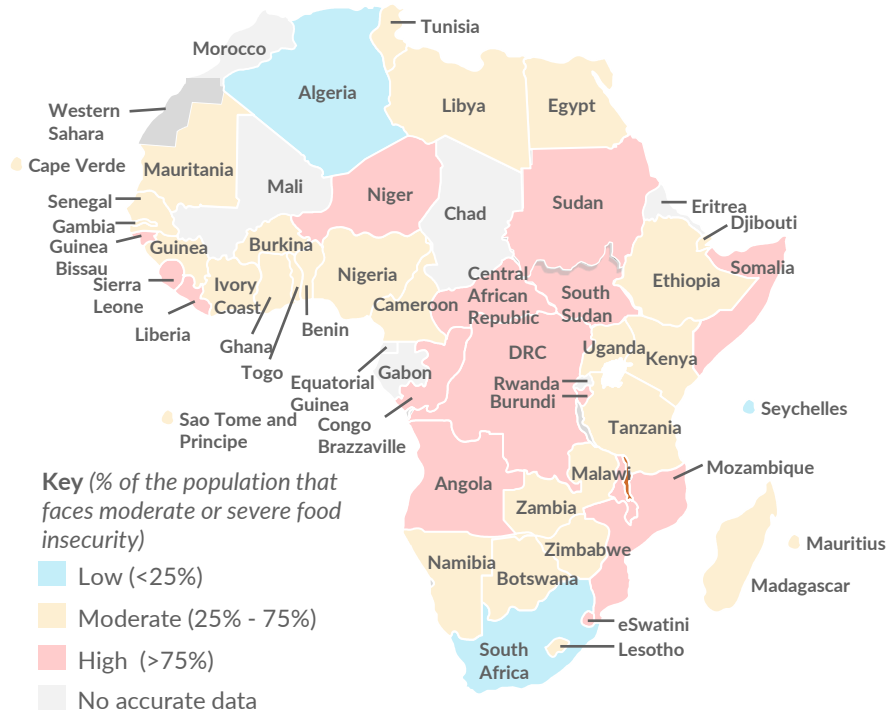 Tunisia
Morocco
Algeria
Libya
Egypt
Western
Sahara
Cape Verde
Mauritania
Mali
Niger
Chad
Sudan
Eritrea
Djibouti
Senegal
Gambia
Guinea
Bissau
Guinea
Burkina
Nigeria
Ethiopia
Somalia
Sierra
Leone
Ivory
Coast
Central
African
Republic
South
Sudan
Cameroon
Liberia
Ghana
Togo
Benin
DRC
Uganda
Kenya
Equatorial
Guinea
Gabon
Rwanda
Burundi
Congo
Brazzaville
Sao Tome and
Principe
Seychelles
Tanzania
Key (% of the population that
faces moderate or severe food
insecurity)
Low (<25%)
Moderate (25% - 75%)
High (>75%)
No accurate data
Angola
Malawi
Mozambique
Zambia
Zimbabwe
Namibia
Botswana
Mauritius
Madagascar
eSwatini
Lesotho
South
Africa